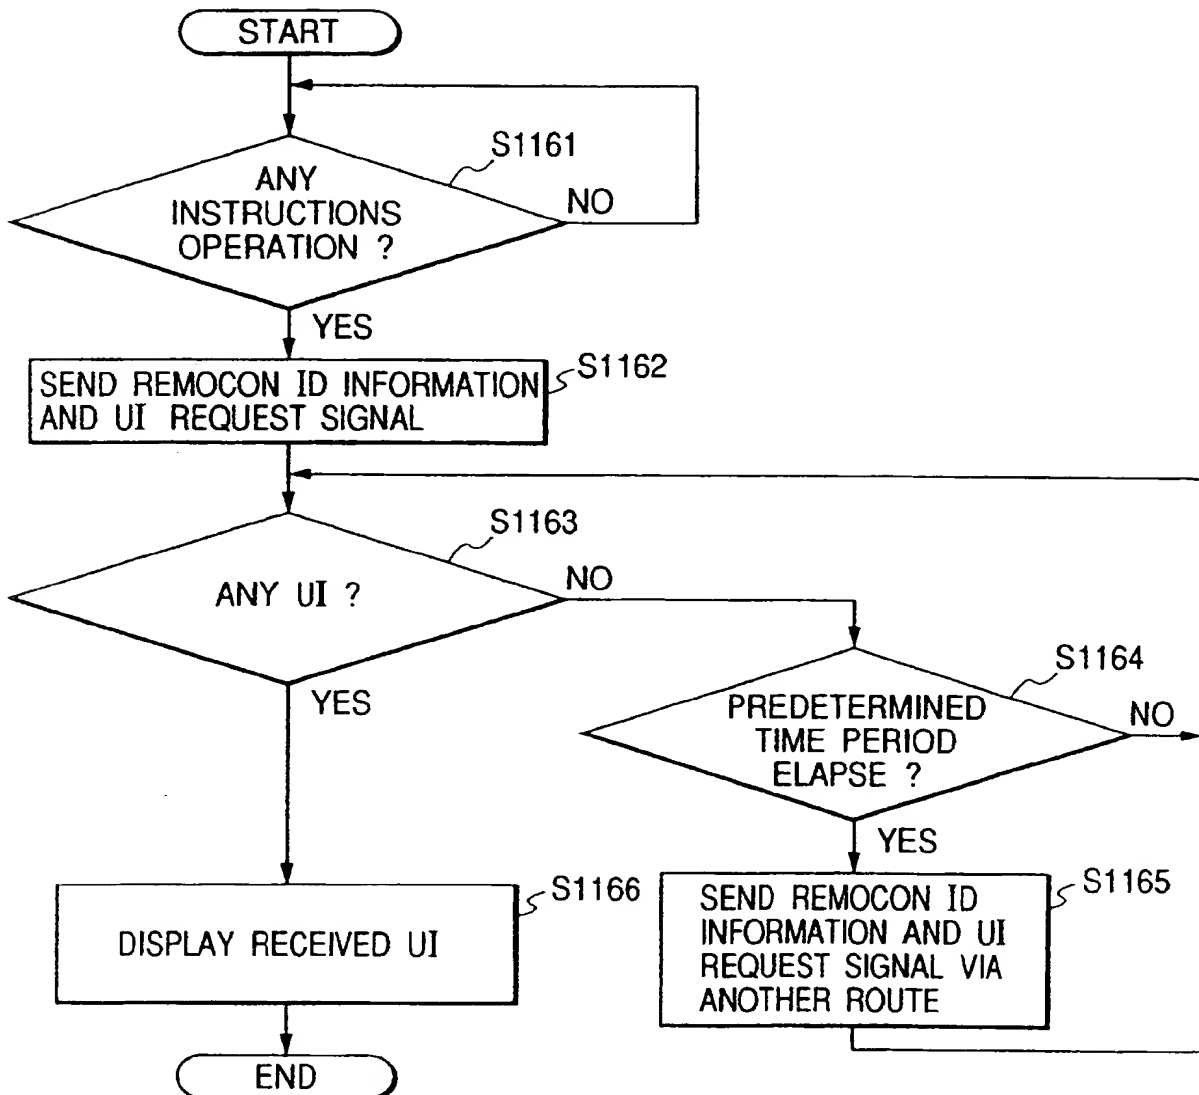 START
S1161
ANY
INSTRUCTIONS
OPERATION ?
NO
YES
S1162
SEND REMOCON ID INFORMATION
AND UI REQUEST SIGNAL
S1163
ANY UI ?
NO
YES
S1164
PREDETERMINED
TIME PERIOD
ELAPSE ?
NO
YES
S1165
SEND REMOCON ID
INFORMATION AND UI
REQUEST SIGNAL VIA
ANOTHER ROUTE
S1166
DISPLAY RECEIVED UI
END